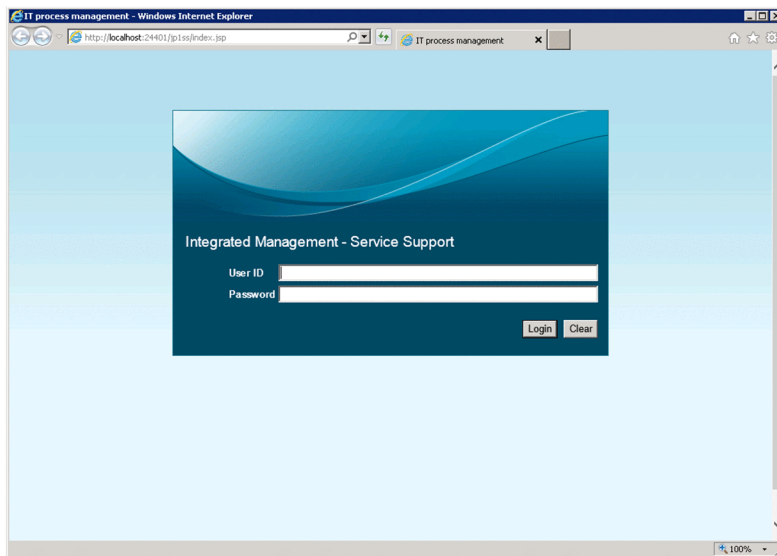 IT process management - Windows Internet Explorer
http://localhost:24401/jp1ss/index.jsp
IT process management
Integrated Management - Service Support
User ID
Password
Login Clear
100%